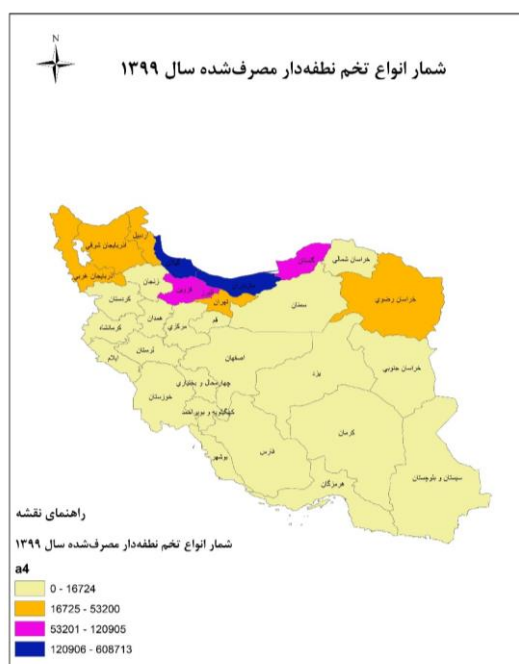 N
شمار انواع تخم نطفه‌دار مصرف‌شده سال ۱۳۹۹
آذربایجان شرقی
اردبیل
آذربایجان غربی
زنجان
قزوین
تهران
گلستان
خراسان شمالی
خراسان رضوی
سمنان
کردستان
همدان
مرکزی
قم
کرمانشاه
لرستان
ایلام
اصفهان
یزد
خراسان جنوبی
چهارمحال و بختیاری
خوزستان
کهگیلویه و بویراحمد
کرمان
فارس
بوشهر
هرمزگان
سیستان و بلوچستان
راهنمای نقشه
شمار انواع تخم نطفه‌دار مصرف‌شده سال ۱۳۹۹
a4
0 - 16724
16725 - 53200
53201 - 120905
120906 - 608713